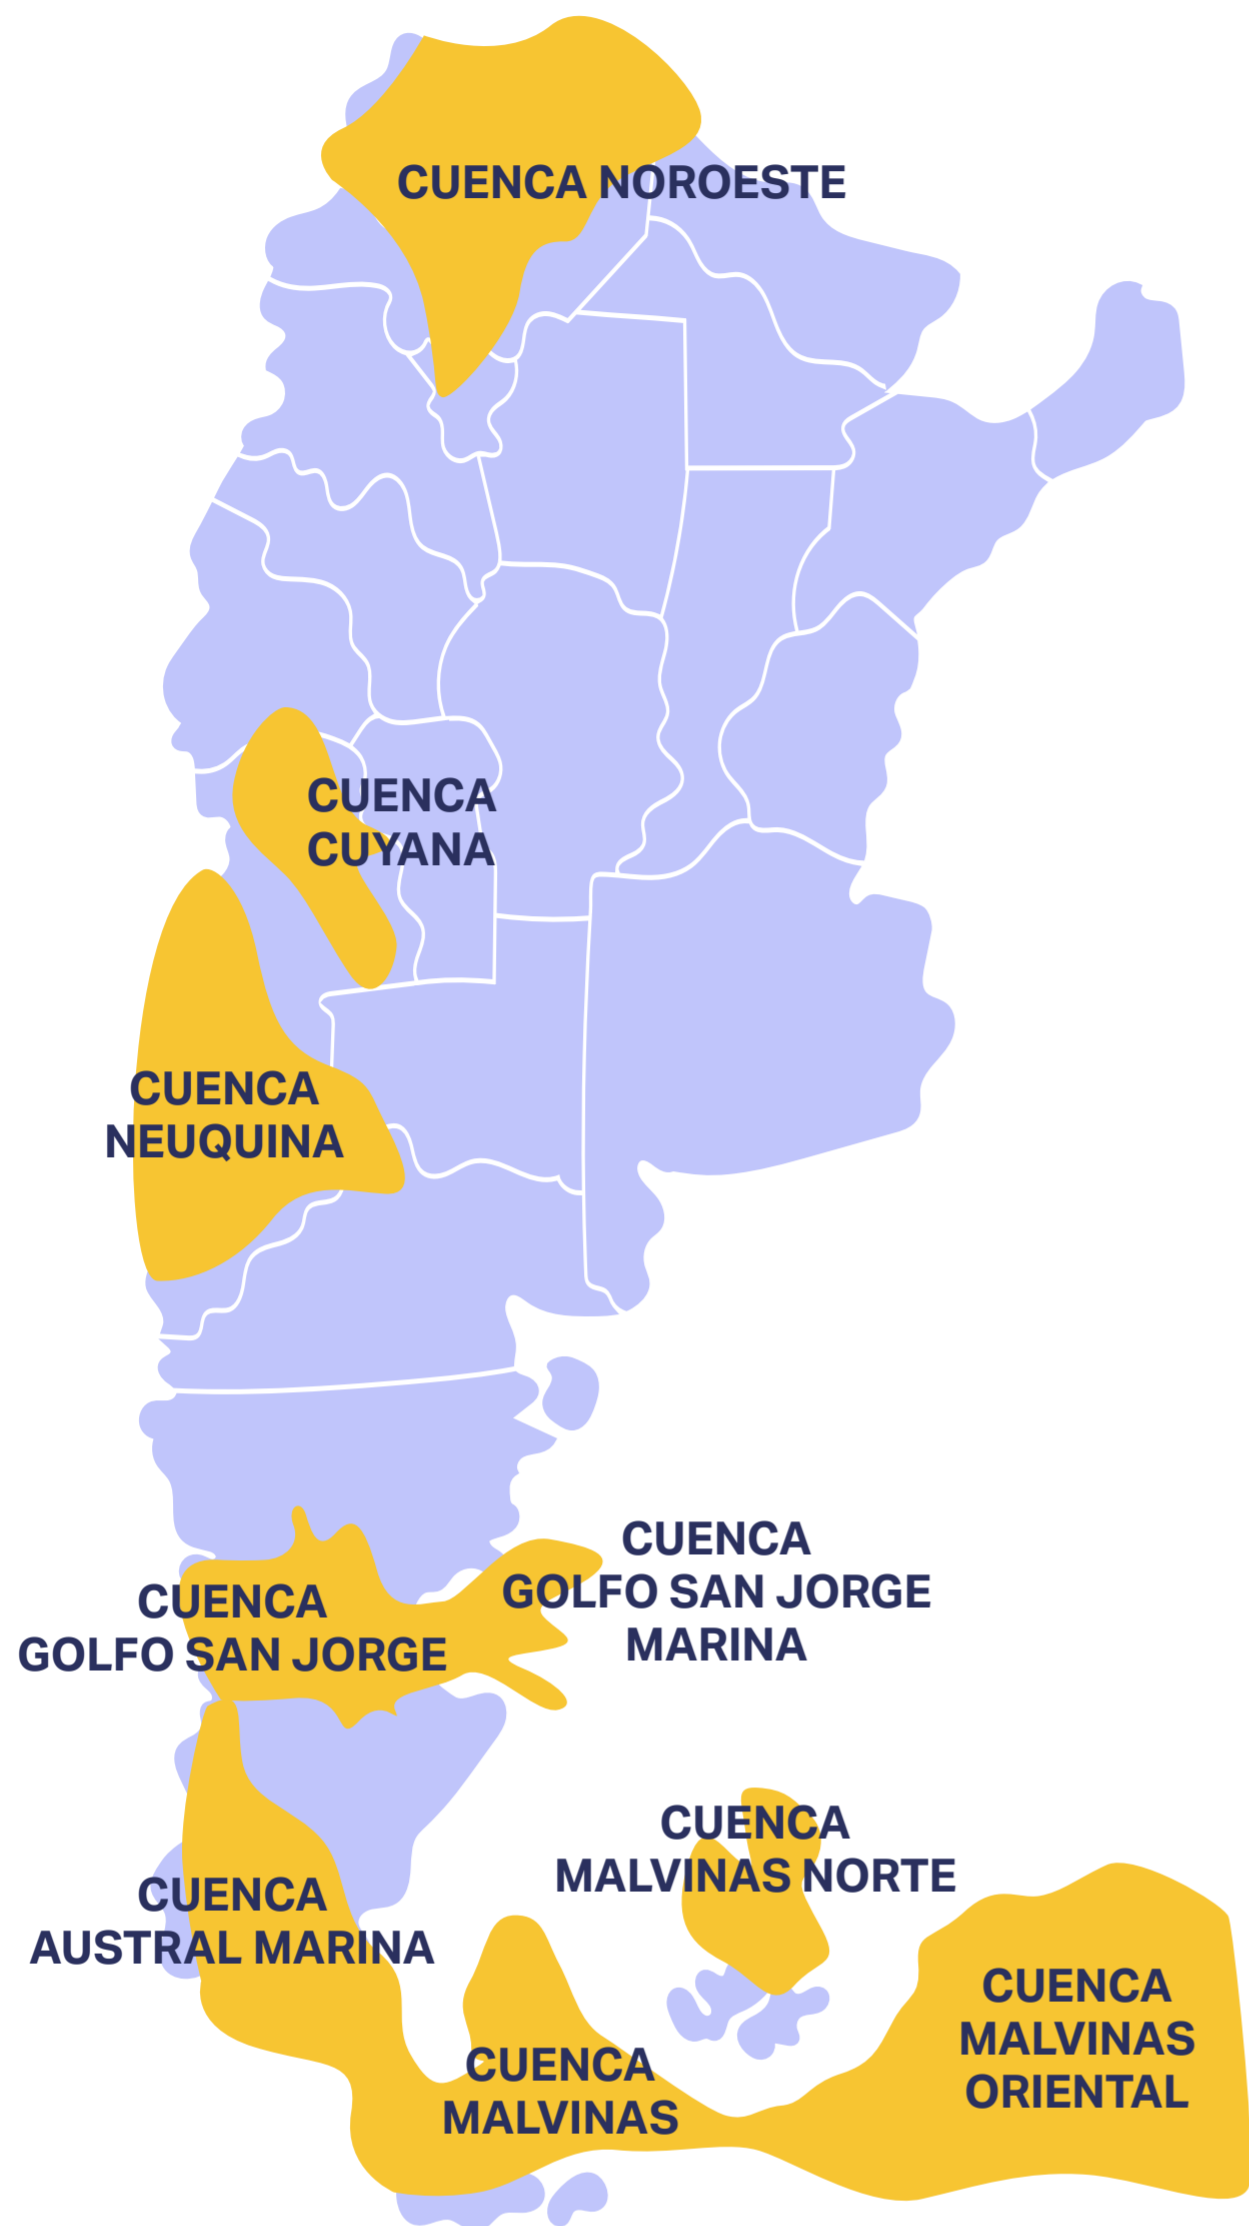 CUENCA NOROESTE
CUENCA
CUYANA
CUENCA
NEUQUINA
CUENCA
GOLFO SAN JORGE
MARINA
CUENCA
GOLFO SAN JORGE
CUENCA
MALVINAS NORTE
CUENCA
AUSTRAL MARINA
CUENCA
MALVINAS
ORIENTAL
CUENCA
MALVINAS